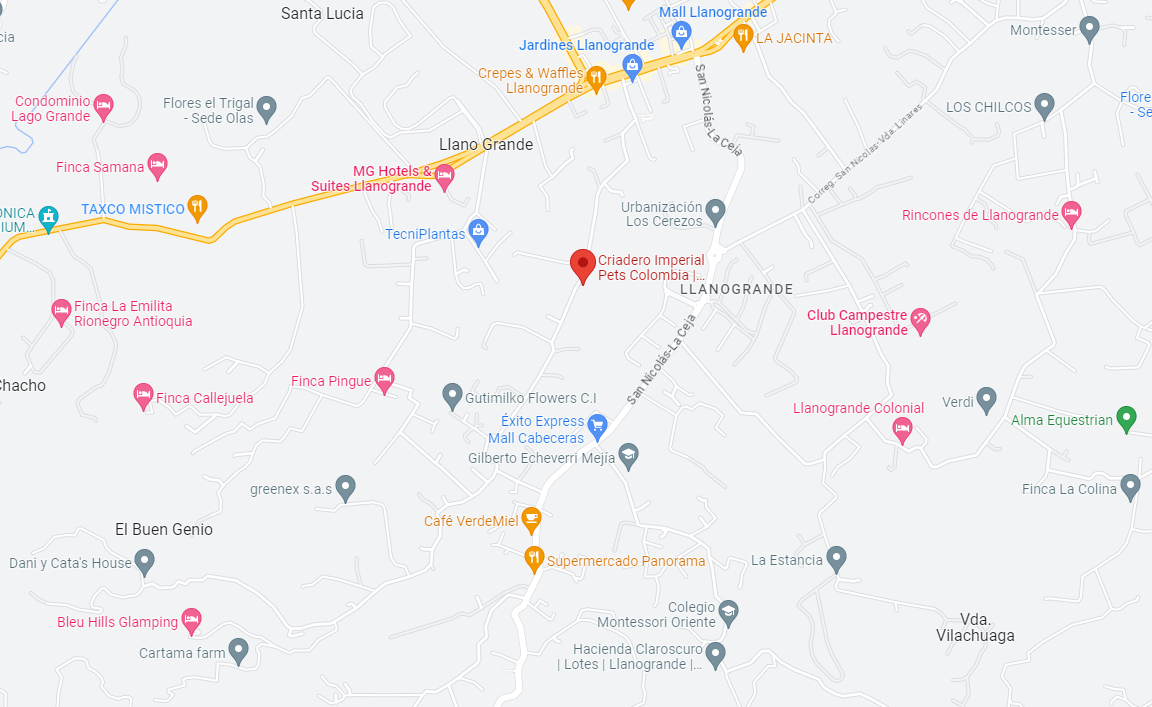 Santa Lucia
Mall Llanogrande
Jardines Llanogrande
LA JACINTA
Montesser
cia
Crepes & Waffles
Llanogrande
Condominio
Lago Grande
Flores el Trigal
- Sede Olas
San Nicolás-La Ceja
LOS CHILCOS
Flore
- Se
Llano Grande
Correg. San Nicolas-Vda. Linares
Finca Samana
MG Hotels &
Suites Llanogrande
TAXCO MISTICO
ONICA
IUM...
Urbanización
Los Cerezos
Rincones de Llanogrande
TecniPlantas
Criadero Imperial
Pets Colombia |...
LLANOGRANDE
Finca La Emilita
Rionegro Antioquia
Club Campestre
Llanogrande
San Nicolás-La Ceja
Chacho
Finca Pingue
Finca Callejuela
Gutimilko Flowers C.I
Llanogrande Colonial
Verdi
Alma Equestrian
Éxito Express
Mall Cabeceras
Gilberto Echeverri Mejía
greenex s.a.s
Finca La Colina
El Buen Genio
Café VerdeMiel
Dani y Cata's House
Supermercado Panorama
La Estancia
Bleu Hills Glamping
Colegio
Montessori Oriente
Vda.
Vilachuaga
Cartama farm
Hacienda Claroscuro
| Lotes | Llanogrande |...